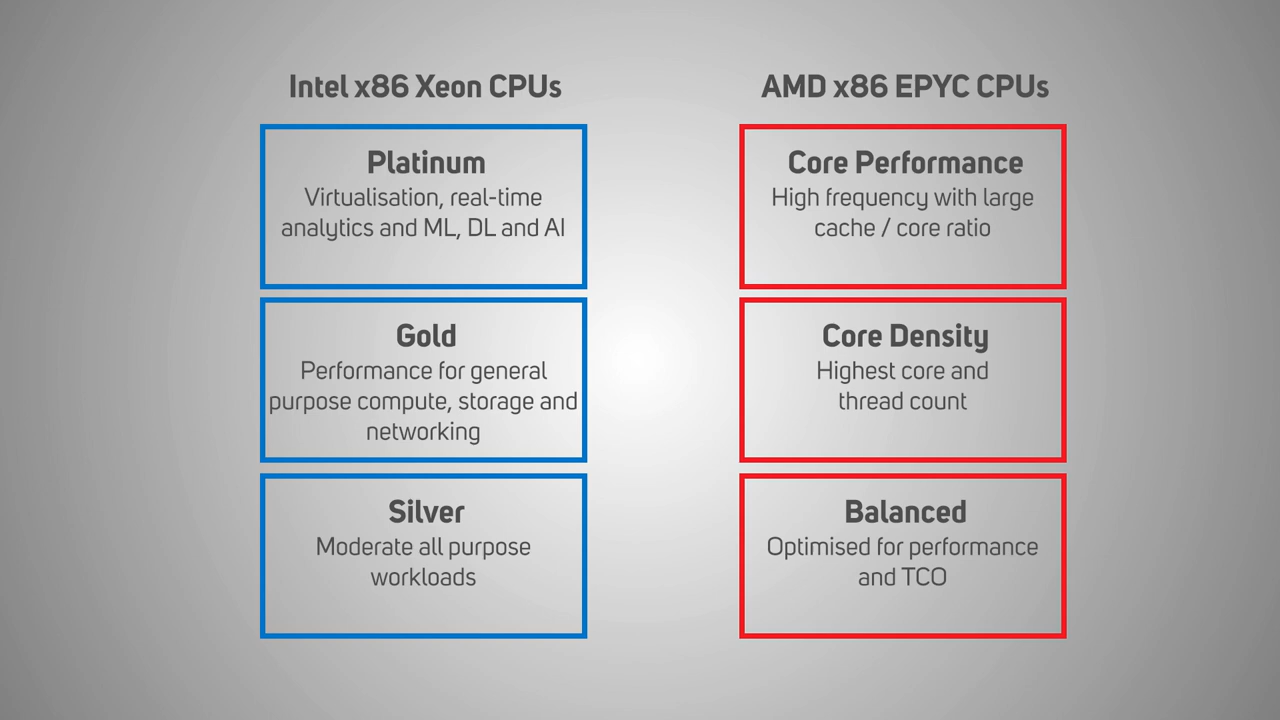 Intel x86 Xeon CPUs
Platinum
Virtualisation, real-time
analytics and ML, DL and AI
Gold
Performance for general
purpose compute, storage and
networking
Silver
Moderate all purpose
workloads
AMD x86 EPYC CPUs
Core Performance
High frequency with large
cache / core ratio
Core Density
Highest core and
thread count
Balanced
Optimised for performance
and TCO